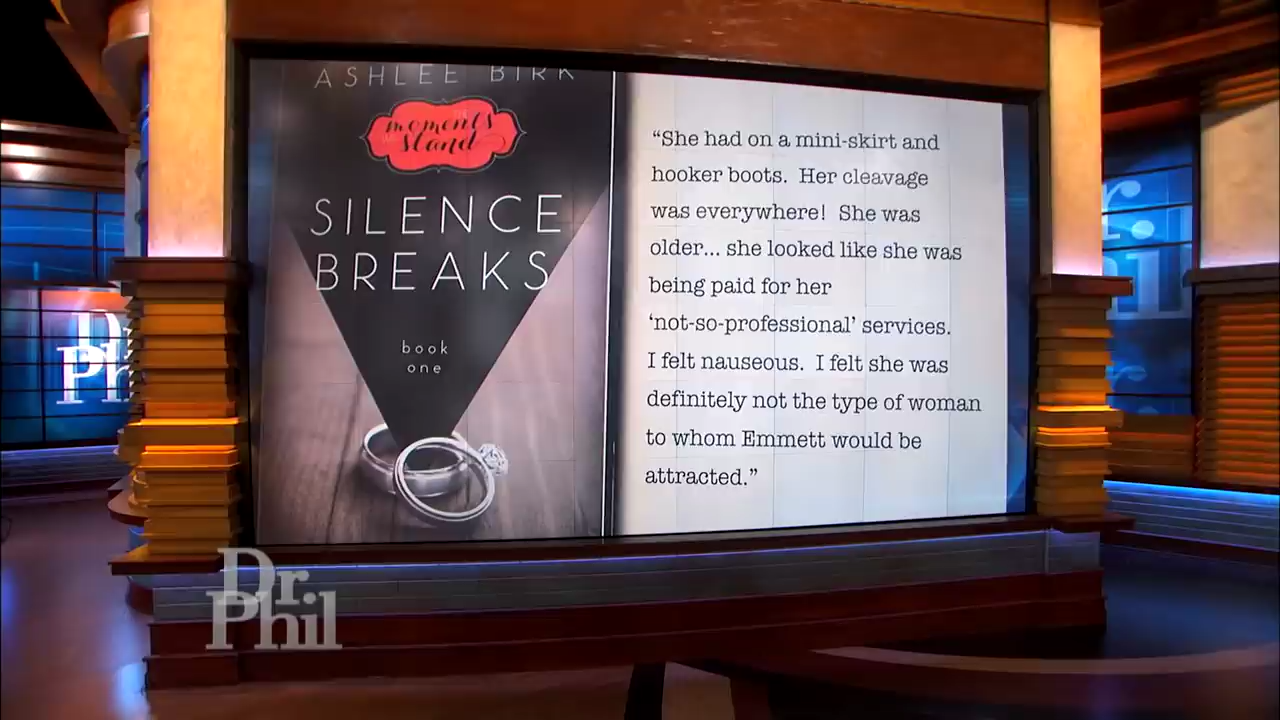 ASHLEE BIRK
moments
stand
SILENCE
BREAKS
book
one
“She had on a mini-skirt and
hooker boots.  Her cleavage
was everywhere!  She was
older... she looked like she was
being paid for her
‘not-so-professional’ services.
I felt nauseous.  I felt she was
definitely not the type of woman
to whom Emmett would be
attracted.”
Dr.
Phil